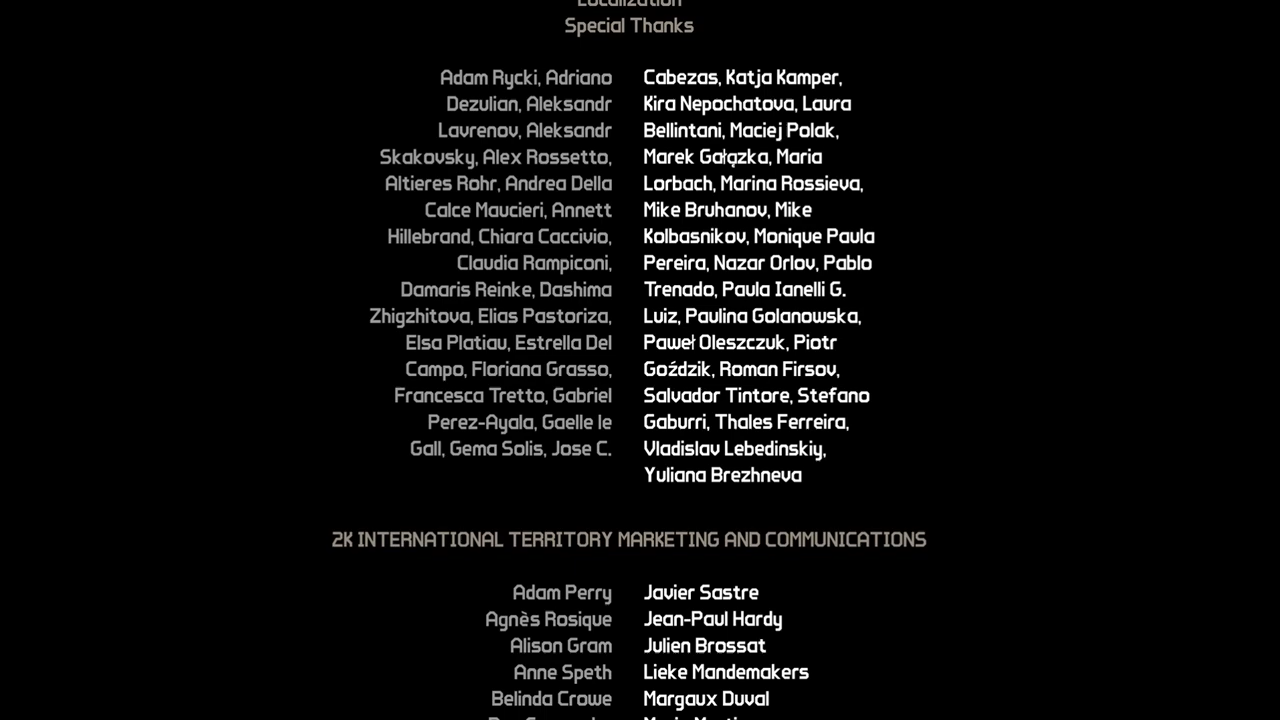 Localization
Special Thanks
Adam Rycki, Adriano
Dezulian, Aleksandr
Lavrenov, Aleksandr
Skakovsky, Alex Rossetto,
Altieres Rohr, Andrea Della
Calce Maucieri, Annett
Hillebrand, Chiara Caccivio,
Claudia Rampiconi,
Damaris Reinke, Dashima
Zhigzhitova, Elias Pastoriza,
Elsa Platiau, Estrella Del
Campo, Floriana Grasso,
Francesca Tretto, Gabriel
Perez-Ayala, Gaelle le
Gall, Gema Solis, Jose C.
Cabezas, Katja Kamper,
Kira Nepochatova, Laura
Bellintani, Maciej Polak,
Marek Gałązka, Maria
Lorbach, Marina Rossieva,
Mike Bruhanov, Mike
Kolbasnikov, Monique Paula
Pereira, Nazar Orlov, Pablo
Trenado, Paula Ianelli G.
Luiz, Paulina Golanowska,
Paweł Oleszczuk, Piotr
Goździk, Roman Firsov,
Salvador Tintore, Stefano
Gaburri, Thales Ferreira,
Vladislav Lebedinskiy,
Yuliana Brezhneva
2K INTERNATIONAL TERRITORY MARKETING AND COMMUNICATIONS
Adam Perry
Agnès Rosique
Alison Gram
Anne Speth
Belinda Crowe
Javier Sastre
Jean-Paul Hardy
Julien Brossat
Lieke Mandemakers
Margaux Duval